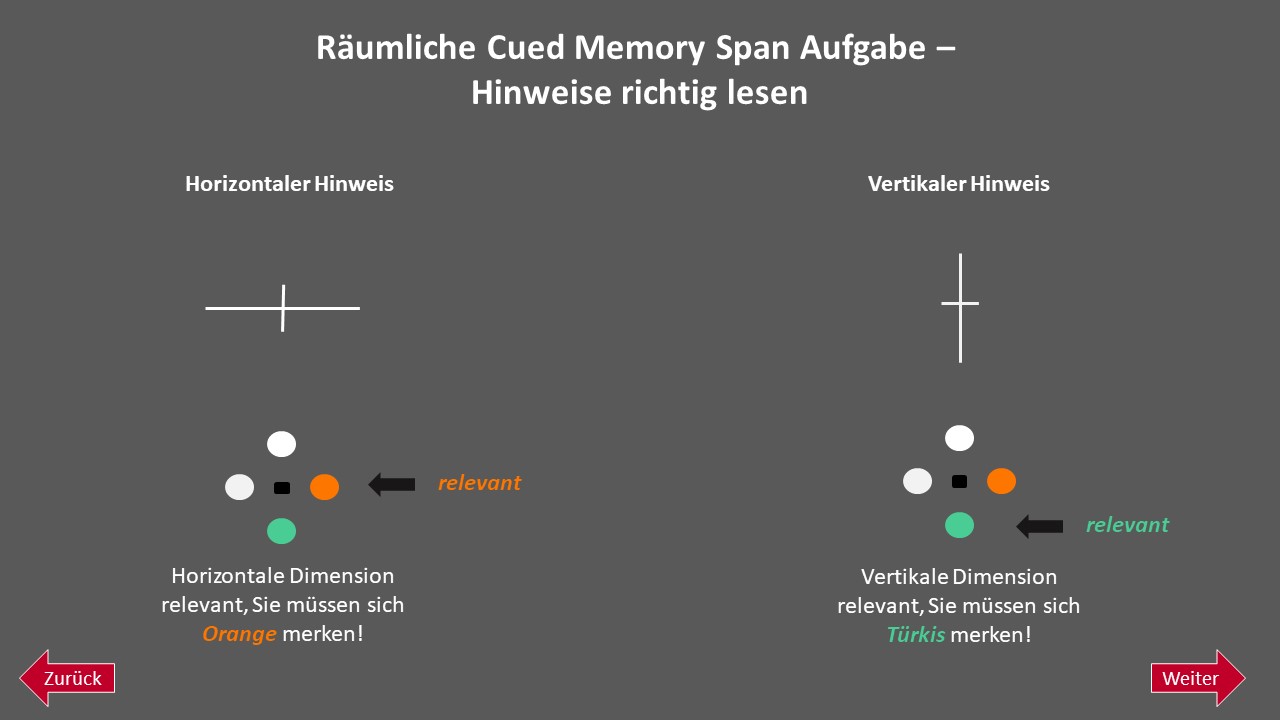 Räumliche Cued Memory Span Aufgabe –
Hinweise richtig lesen
Horizontaler Hinweis
Vertikaler Hinweis
relevant
relevant
Horizontale Dimension
relevant, Sie müssen sich
Orange merken!
Vertikale Dimension
relevant, Sie müssen sich
Türkis merken!
Zurück
Weiter